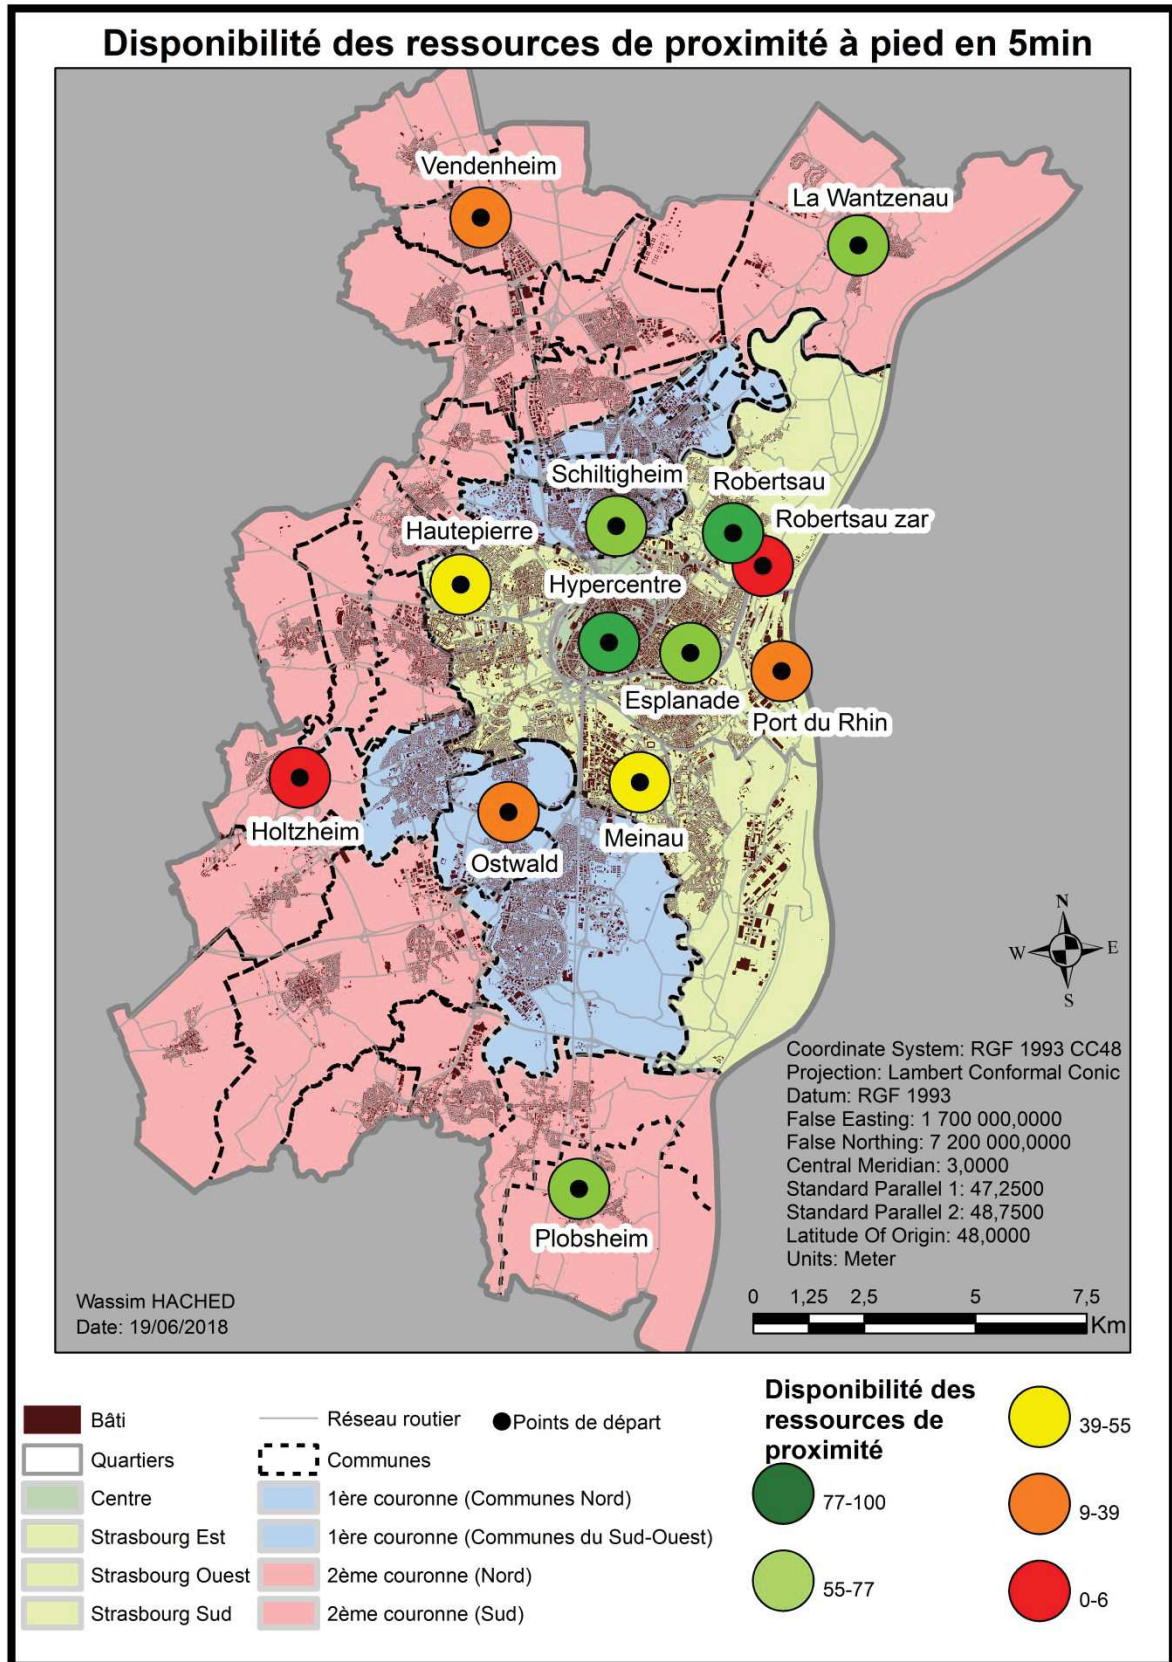 Disponibilité des ressources de proximité à pied en 5min
Vendenheim
La Wantzenau
Schiltigheim
Robertsau
Robertsau zar
Hautepierre
Hypercentre
Esplanade
Port du Rhin
Holtzheim
Meinau
Ostwald
N
W
E
S
Coordinate System: RGF 1993 CC48
Projection: Lambert Conformal Conic
Datum: RGF 1993
False Easting: 1 700 000,0000
False Northing: 7 200 000,0000
Central Meridian: 3,0000
Standard Parallel 1: 47,2500
Standard Parallel 2: 48,7500
Latitude Of Origin: 48,0000
Units: Meter
Plobsheim
Wassim HACHED
Date: 19/06/2018
0 1,25 2,5 5 7,5
Km
Bâti
Quartiers
Centre
Strasbourg Est
Strasbourg Ouest
Strasbourg Sud
Réseau routier
Points de départ
Communes
1ère couronne (Communes Nord)
1ère couronne (Communes du Sud-Ouest)
2ème couronne (Nord)
2ème couronne (Sud)
Disponibilité des
ressources de
proximité
77-100
55-77
39-55
9-39
0-6